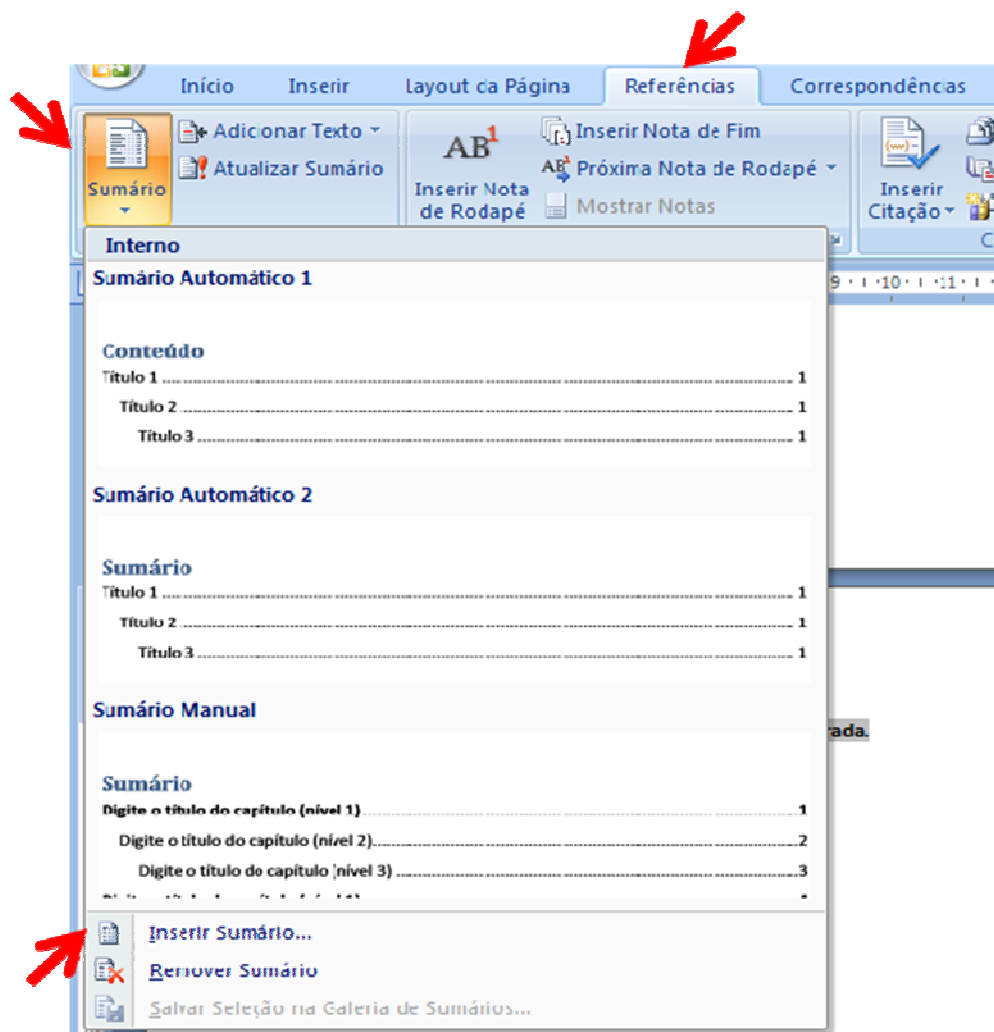 Início Inserir Layout da Página Referências Correspondências
Sumário
Adicionar Texto
Atualizar Sumário
AB1
Inserir Nota
de Rodapé
Inserir Nota de Fim
AB1 Próxima Nota de Rodapé
Mostrar Notas
Inserir
Citação
C
Interno
9 10 11
Sumário Automático 1
Conteúdo
Título 1 1
Título 2 1
Título 3 1
Sumário Automático 2
Sumário
Título 1 1
Título 2 1
Título 3 1
Sumário Manual
rada.
Sumário
Digite o título do capítulo (nível 1) 1
Digite o título do capítulo (nível 2) 2
Digite o título do capítulo (nível 3) 3
Inserir Sumário...
Remover Sumário
Salvar Seleção na Galeria de Sumários...